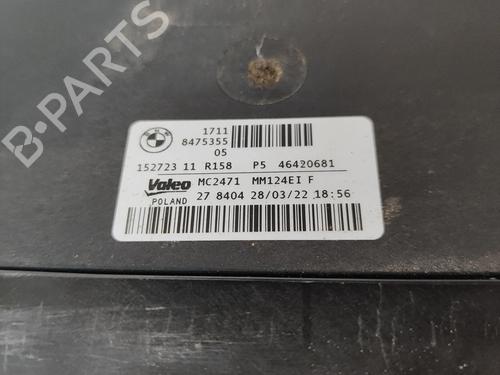 B-PARTS
BMW
1711
8475355
05
152723 11 R158 P5 46420681
Valeo MC2471 MM124EI F
POLAND 27 8404 28/03/22 18:56